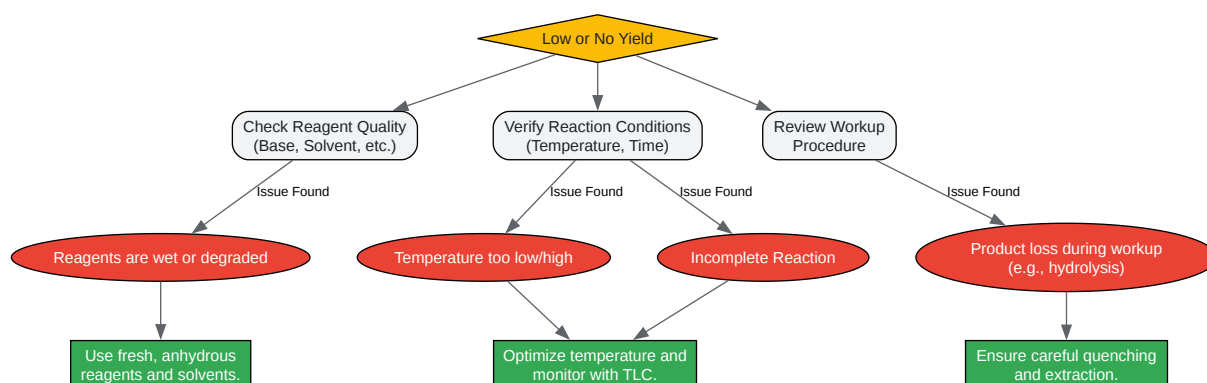 Low or No Yield
Check Reagent Quality
(Base, Solvent, etc.)
Verify Reaction Conditions
(Temperature, Time)
Review Workup
Procedure
Issue Found
Issue Found
Issue Found
Issue Found
Reagents are wet or degraded
Temperature too low/high
Incomplete Reaction
Product loss during workup
(e.g., hydrolysis)
Use fresh, anhydrous
reagents and solvents.
Optimize temperature and
monitor with TLC.
Ensure careful quenching
and extraction.